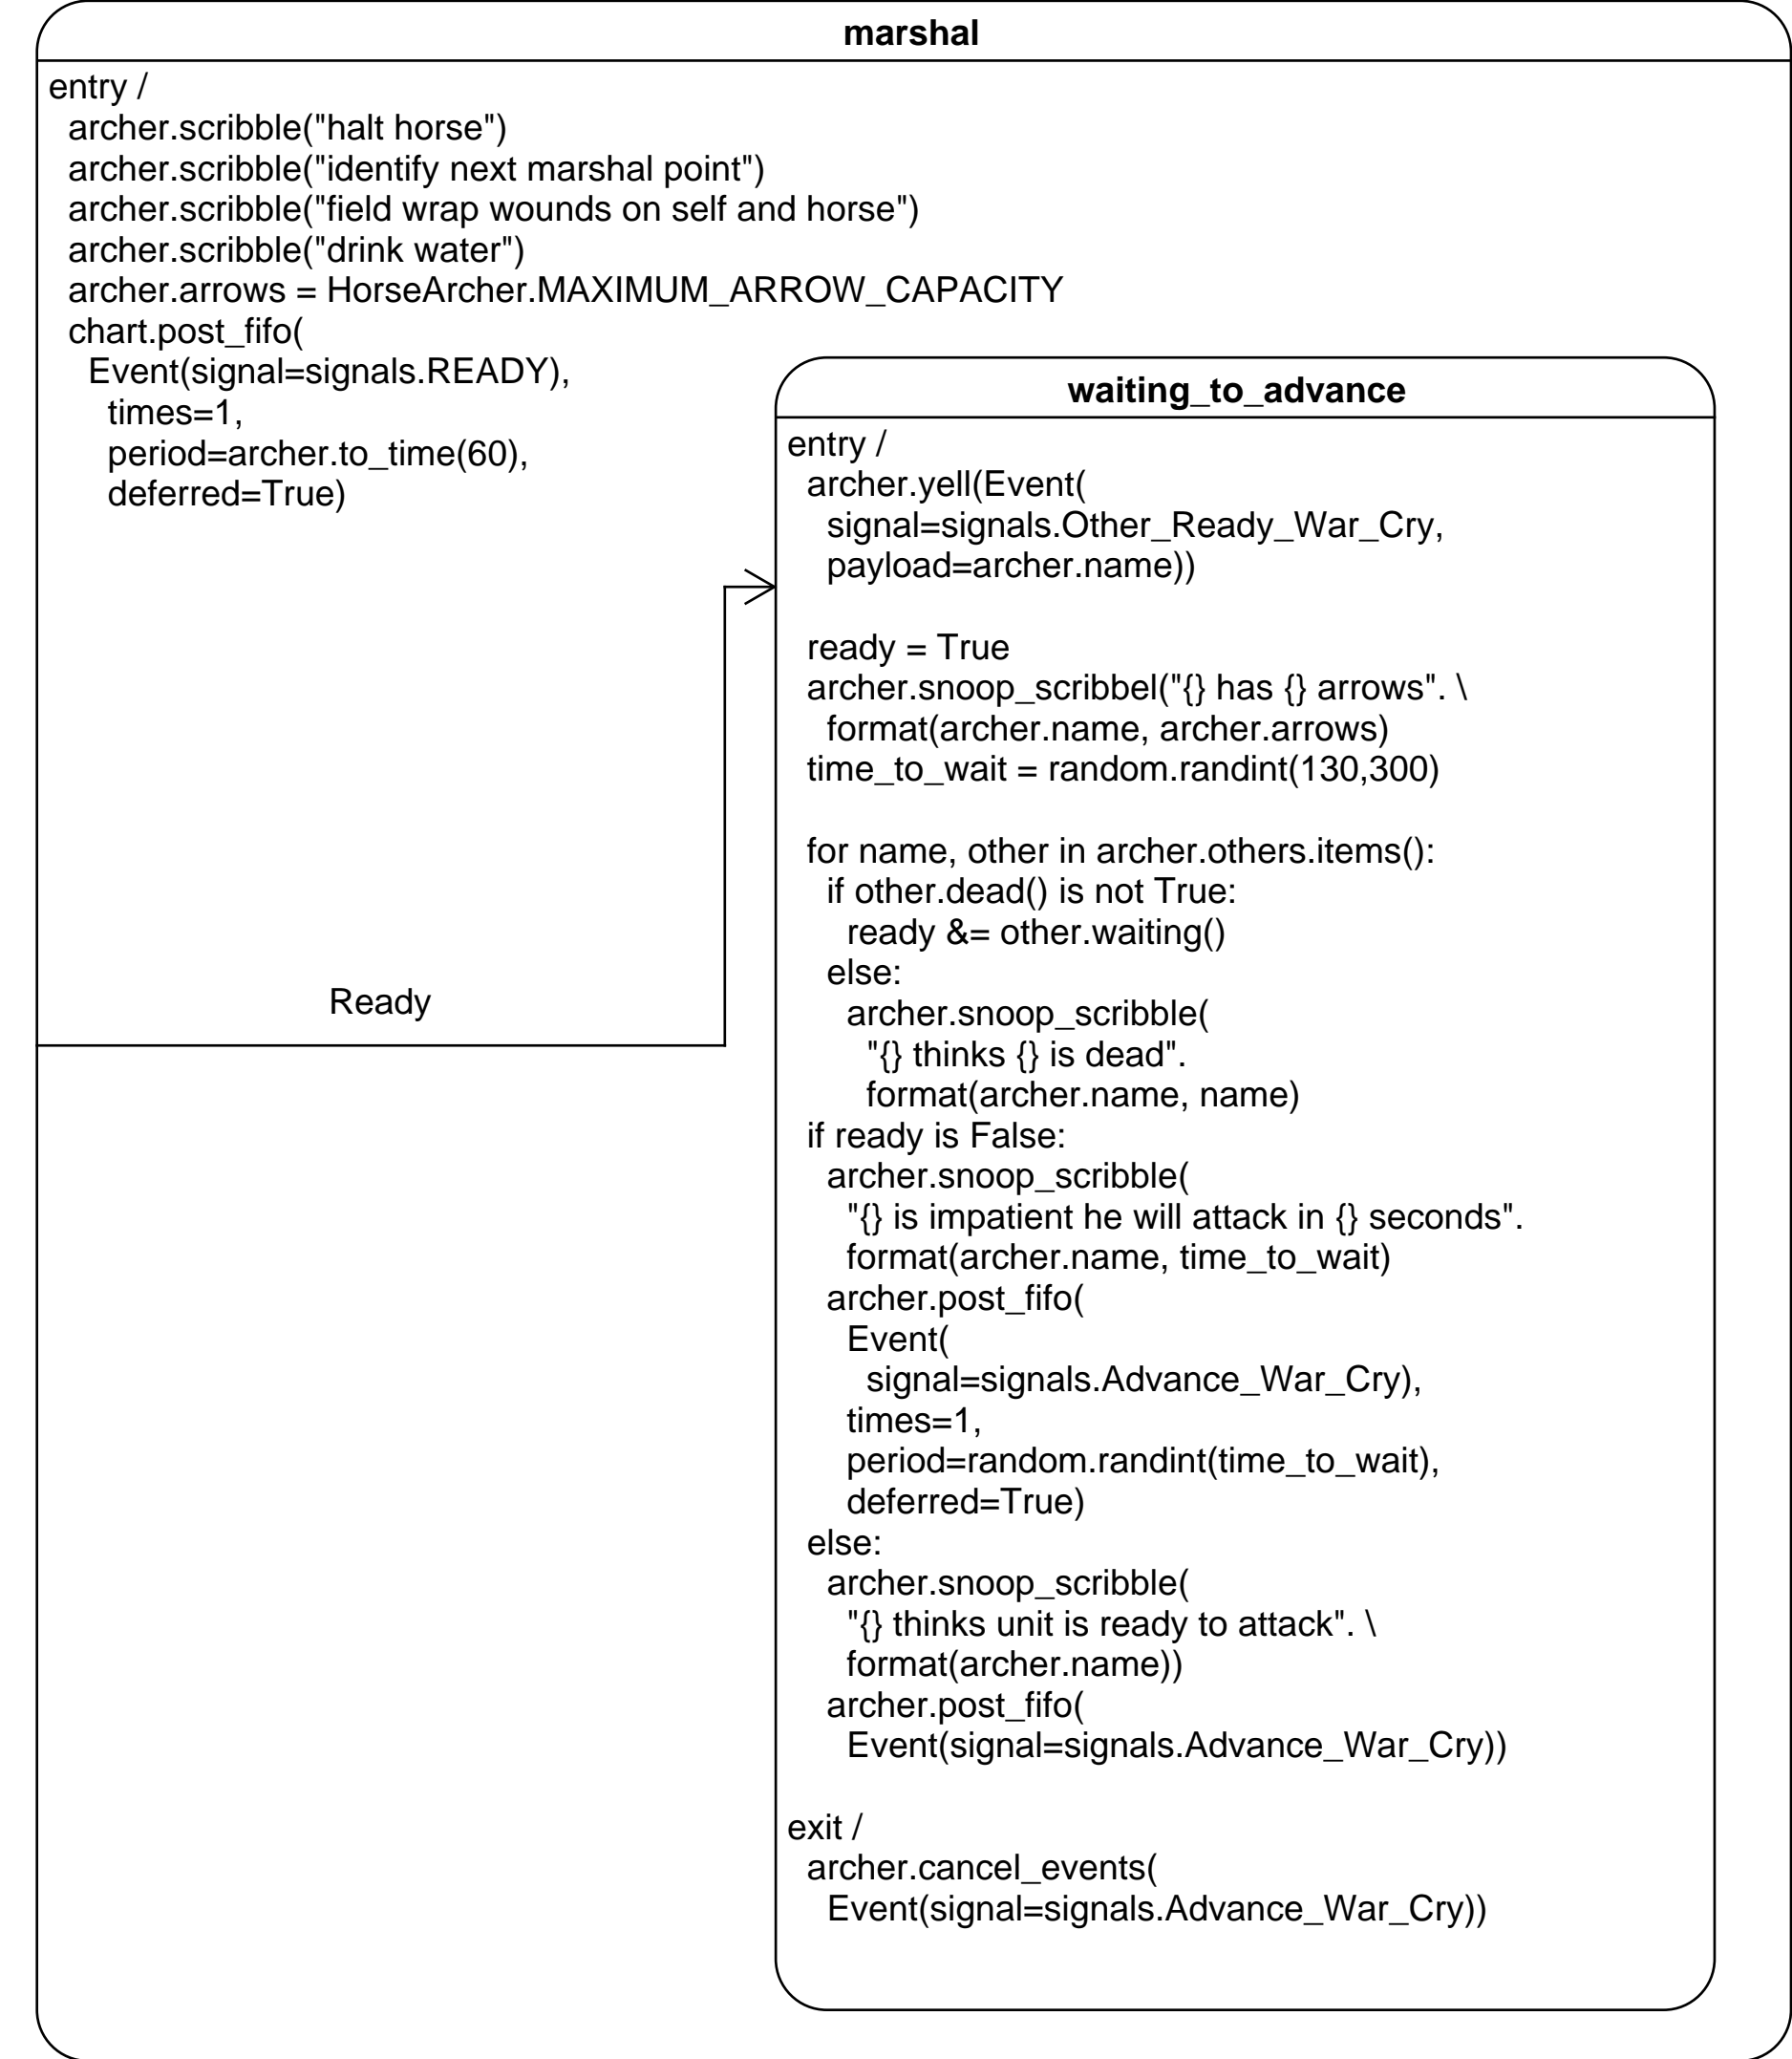 marshal
entry /
archer.scribble("halt horse")
archer.scribble("identify next marshal point")
archer.scribble("field wrap wounds on self and horse")
archer.scribble("drink water")
archer.arrows = HorseArcher.MAXIMUM_ARROW_CAPACITY
chart.post_fifo(
Event(signal=signals.READY),
times=1,
period=archer.to_time(60),
deferred=True)
Ready
waiting_to_advance
entry /
archer.yell(Event(
signal=signals.Other_Ready_War_Cry,
payload=archer.name))
ready = True
archer.snoop_scribbel("{} has {} arrows". \
format(archer.name, archer.arrows)
time_to_wait = random.randint(130,300)
for name, other in archer.others.items():
if other.dead() is not True:
ready &= other.waiting()
else:
archer.snoop_scribble(
"{} thinks {} is dead".
format(archer.name, name)
if ready is False:
archer.snoop_scribble(
"{} is impatient he will attack in {} seconds".
format(archer.name, time_to_wait)
archer.post_fifo(
Event(
signal=signals.Advance_War_Cry),
times=1,
period=random.randint(time_to_wait),
deferred=True)
else:
archer.snoop_scribble(
"{} thinks unit is ready to attack". \
format(archer.name))
archer.post_fifo(
Event(signal=signals.Advance_War_Cry))
exit /
archer.cancel_events(
Event(signal=signals.Advance_War_Cry))